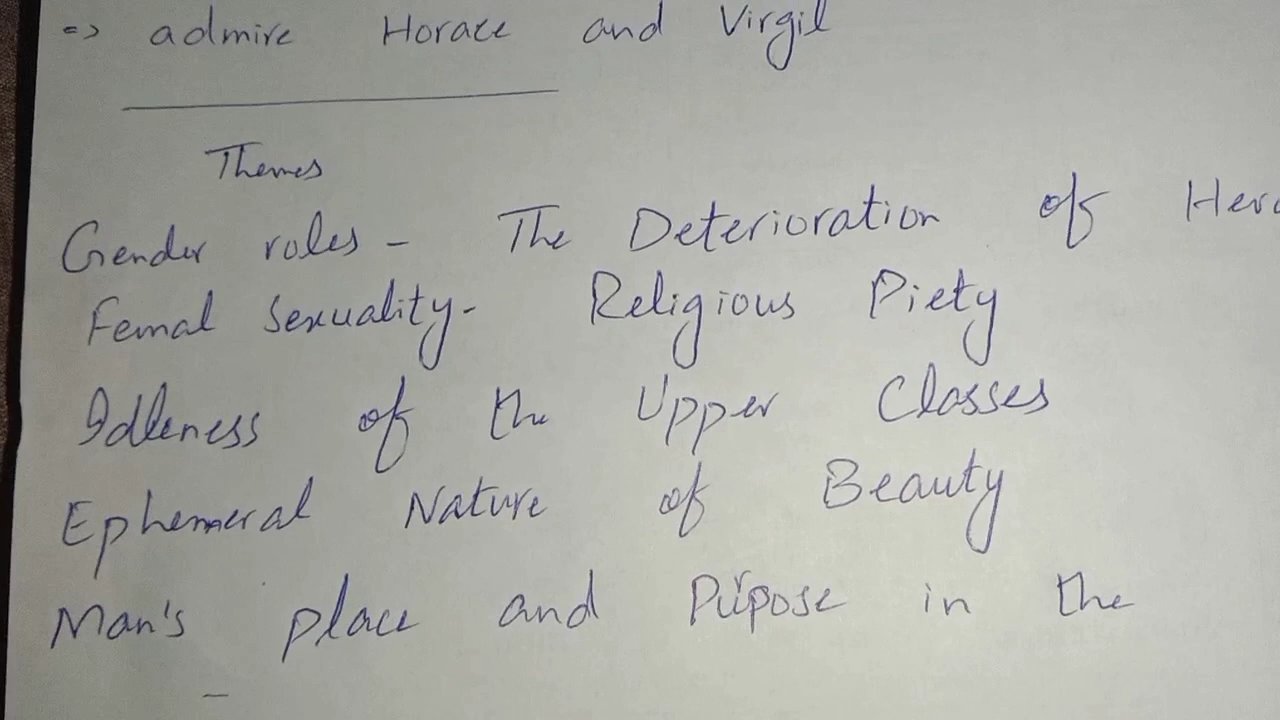 => admire Horace and Virgil
Themes
Gender roles - The Deterioration of
Femal Sexuality - Religious Piety
Idleness of the Upper Classes
Ephemeral Nature of Beauty
Man's place and Purpose in the